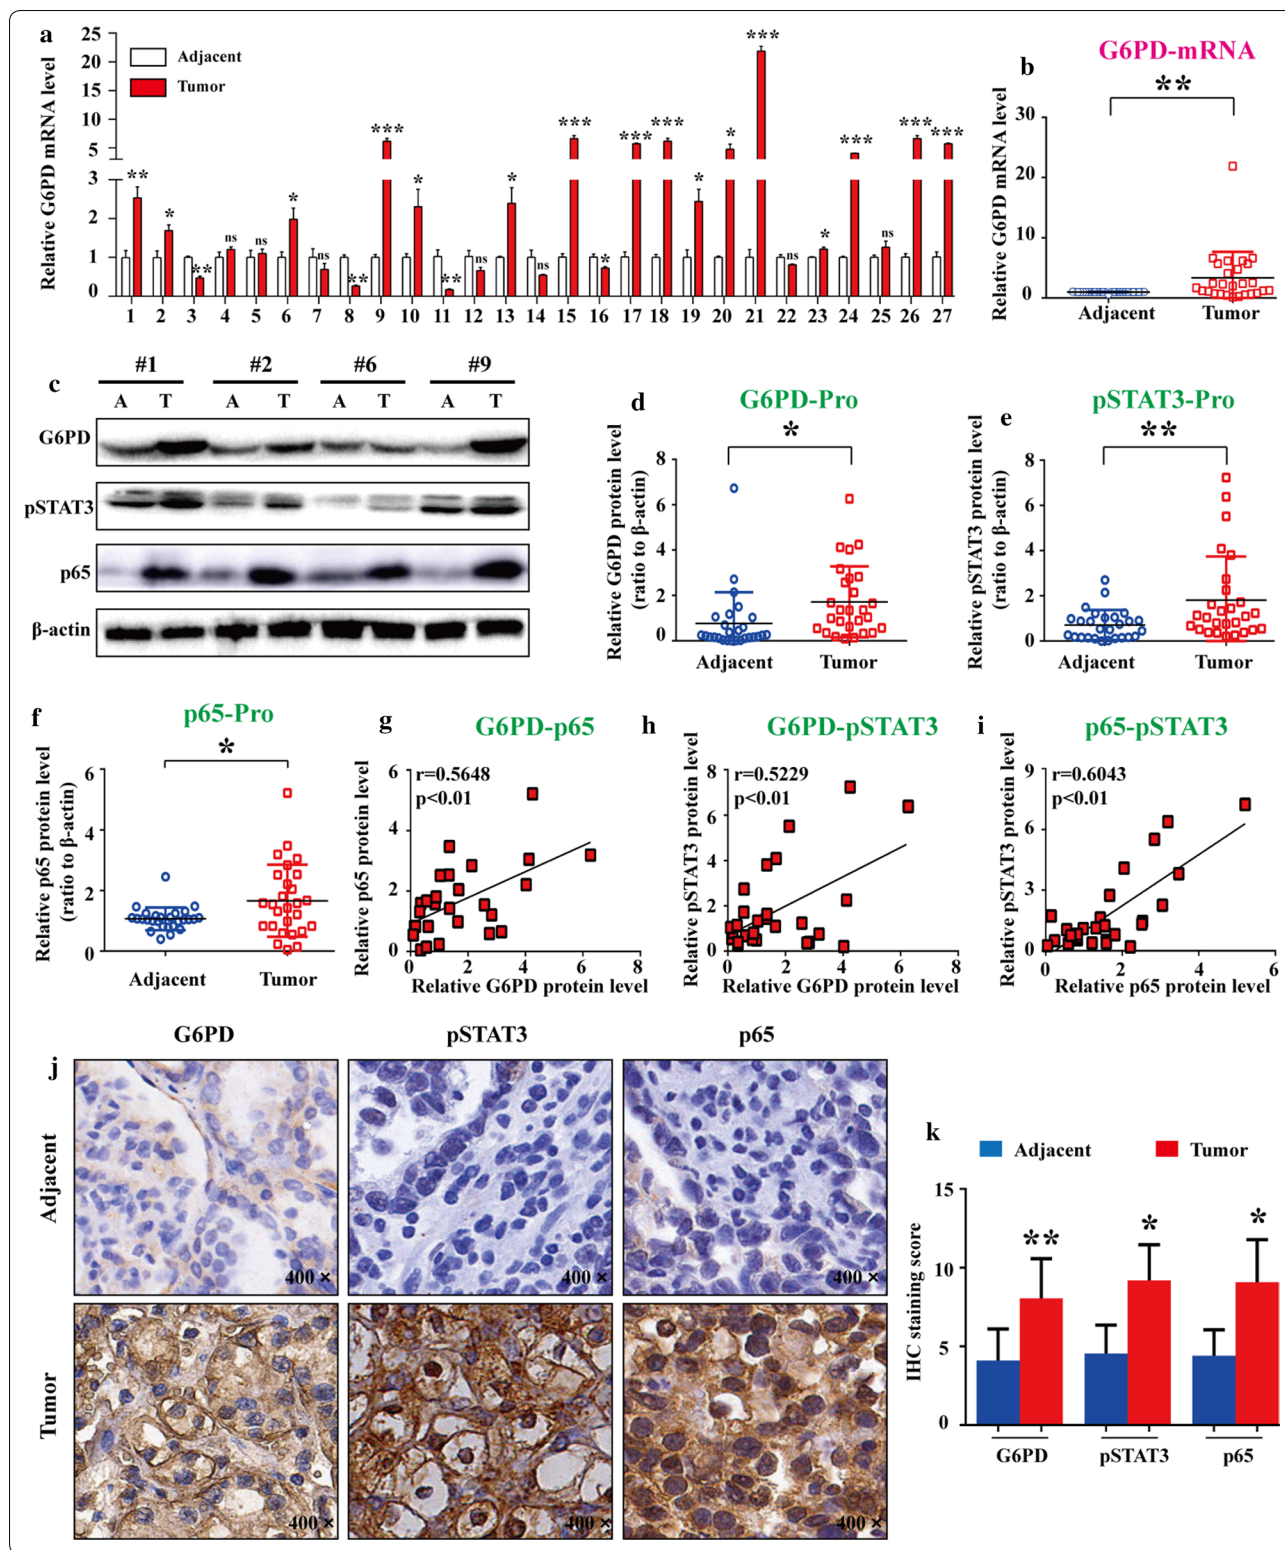 a
Relative G6PD mRNA level
25
20
15
10
5
3
2
1
0
Adjacent
Tumor
** * ** ns ns * ns ** *** * ** ns * ns *** * *** *** * * *** ns * *** ns *** ***
1 2 3 4 5 6 7 8 9 10 11 12 13 14 15 16 17 18 19 20 21 22 23 24 25 26 27
b
G6PD-mRNA
**
Relative G6PD mRNA level
30
20
10
0
Adjacent Tumor
c
#1 #2 #6 #9
A T A T A T A T
G6PD
pSTAT3
p65
β-actin
d
G6PD-Pro
*
Relative G6PD protein level
(ratio to β-actin)
8
6
4
2
0
Adjacent Tumor
e
pSTAT3-Pro
**
Relative pSTAT3 protein level
(ratio to β-actin)
8
6
4
2
0
Adjacent Tumor
f
p65-Pro
*
Relative p65 protein level
(ratio to β-actin)
6
4
2
0
Adjacent Tumor
g
G6PD-p65
r=0.5648
p<0.01
Relative p65 protein level
6
4
2
0
0 2 4 6 8
Relative G6PD protein level
h
G6PD-pSTAT3
r=0.5229
p<0.01
Relative pSTAT3 protein level
8
6
4
2
0
0 2 4 6 8
Relative G6PD protein level
i
p65-pSTAT3
r=0.6043
p<0.01
Relative pSTAT3 protein level
9
6
3
0
0 2 4 6
Relative p65 protein level
j
G6PD pSTAT3 p65
Adjacent
400 × 400 × 400 ×
Tumor
400 × 400 × 400 ×
k
Adjacent Tumor
IHC staining score
15
10
5
0
** * *
G6PD pSTAT3 p65